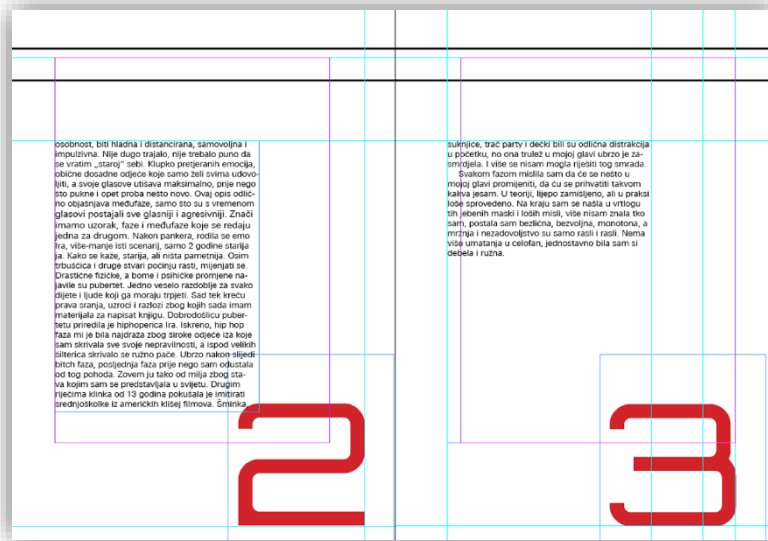 osobnost, biti hladna i distancirana, samovoljna i
impulzivna. Nije dugo trajalo, nije trebalo puno da
se vratim „staroj” sebi. Klupko pretjeranih emocija,
obične dosadne odjeće koje samo želi svima udovo-
ljiti, a svoje glasove utišava maksimalno, prije nego
što pukne i opet proba nešto novo. Ovaj opis odlič-
no objašnjava međufaze, samo što su s vremenom
glasovi postajali sve glasniji i agresivniji. Znači
imamo uzorak, faze i međufaze koje se redaju
jedna za drugom. Nakon pankera, rodila se emo
Ira, više-manje isti scenarij, samo 2 godine starija
ja. Kako se kaže, starija, ali ništa pametnija. Osim
trbuščića i druge stvari počinju rasti, mijenjati se.
Drastične fizičke, a bome i psihičke promjene na-
javile su pubertet. Jedno veselo razdoblje za svako
dijete i ljude koji ga moraju trpjeti. Sad tek kreću
prava sranja, uzroci i razlozi zbog kojih sada imam
materijala za napisat knjigu. Dobrodošlicu puber-
tetu priredila je hiphoperica Ira. Iskreno, hip hop
faza mi je bila najdraža zbog široke odjeće iza koje
sam skrivala sve svoje nepravilnosti, a ispod velikih
šilterica skrivalo se ružno pače. Ubrzo nakon slijedi
bitch faza, posljednja faza prije nego sam odustala
od tog pohoda. Zovem ju tako od milja zbog sta-
va kojim sam se predstavljala u svijetu. Drugim
riječima klinka od 13 godina pokušala je imitirati
srednjoškolke iz američkih klišej filmova. Šminka,
2
suknjice, trač party i dečki bili su odlična distrakcija
u početku, no ona trulež u mojoj glavi ubrzo je za-
smrdjela. I više se nisam mogla riješiti tog smrada.
Svakom fazom mislila sam da će se nešto u
mojoj glavi promijeniti, da ću se prihvatiti takvom
kakva jesam. U teoriji, lijepo zamišljeno, ali u praksi
loše sprovedeno. Na kraju sam se našla u vrtlogu
tih jebenih maski i loših misli, više nisam znala tko
sam, postala sam bezlična, bezvoljna, monotona, a
mržnja i nezadovoljstvo su samo rasli i rasli. Nema
više umatanja u celofan, jednostavno bila sam si
debela i ružna.
3